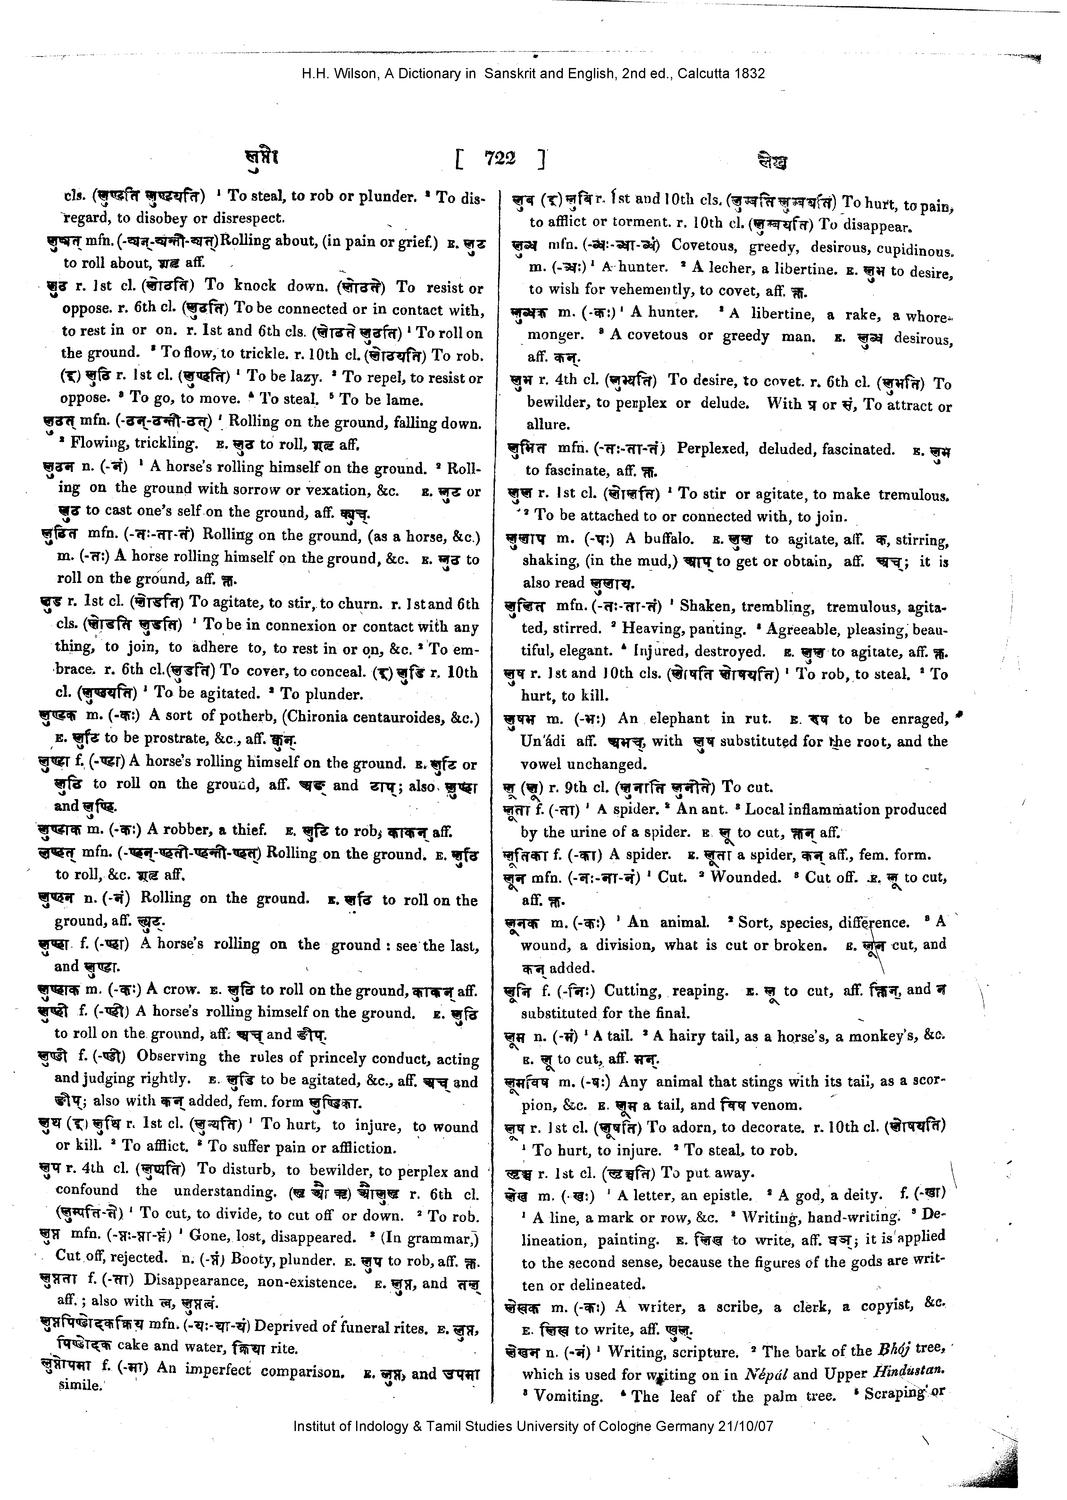 H.H. Wilson, A Dictionary in Sanskrit and English, 2nd ed., Calcutta 1832
लुप्तो [ 722 ] लेख
cls. (लुण्टति लुण्टयति) ¹ To steal, to rob or plunder. ² To dis-
regard, to disobey or disrespect.
mfn. Rolling about, (in pain or grief.) E. लुट
to roll about, शतृ aff.
लुठ r. 1st cl. (लोठति) To knock down. (लोठते) To resist or
oppose. r. 6th cl. (लुठति) To be connected or in contact with,
to rest in or on. r. 1st and 6th cls. (लोठते लुठति) ¹ To roll on
the ground. ² To flow, to trickle. r. 10th cl. (लोठयति) To rob.
(इ) लुठि r. 1st cl. (लुण्ठति) ¹ To be lazy. ² To repel, to resist or
oppose. ³ To go, to move. ⁴ To steal. ⁵ To be lame.
लुठत् mfn. (-ठन्-ठन्ती-ठत्) ¹ Rolling on the ground, falling down.
² Flowing, trickling. E. लुठ to roll, शतृ aff.
लुठन n. (-नं) ¹ A horse's rolling himself on the ground. ² Roll-
ing on the ground with sorrow or vexation, &c. E. लुट or
लुठ to cast one's self on the ground, aff. ल्युट्.
लुठित mfn. (-तः-ता-तं) Rolling on the ground, (as a horse, &c.)
m. (-तः) A horse rolling himself on the ground, &c. E. लुठ to
roll on the ground, aff. क्त.
लुड r. 1st cl. (लोडति) To agitate, to stir, to churn. r. 1st and 6th
cls. (लोडति लुडति) ¹ To be in connexion or contact with any
thing, to join, to adhere to, to rest in or on, &c. ² To em-
brace. r. 6th cl. (लुडति) To cover, to conceal. (इ) लुडि r. 10th
cl. (लुण्डयति) ¹ To be agitated. ² To plunder.
लुण्टक m. (-कः) A sort of potherb, (Chironia centauroides, &c.)
E. लुटि to be prostrate, &c., aff. कुन्.
लुण्टा f. (-ण्टा) A horse's rolling himself on the ground. E. लुटि or
लुठि to roll on the ground, aff. अङ् and टाप्; also लुण्ठा
and लुण्ठि.
लुण्टाक m. (-कः) A robber, a thief. E. लुटि to rob, काकन् aff.
लुण्ठत् mfn. (-ण्ठन्-ण्ठती-ण्ठन्ती-ण्ठत्) Rolling on the ground. E. लुठि
to roll, &c. शतृ aff.
लुण्ठन n. (-नं) Rolling on the ground. E. लुठि to roll on the
ground, aff. ल्युट्.
लुण्ठा f. (-ण्ठा) A horse's rolling on the ground : see the last,
and लुण्टा.
लुण्ठाक m. (-कः) A crow. E. लुठि to roll on the ground, काकन् aff.
लुण्ठी f. (-ण्ठी) A horse's rolling himself on the ground. E. लुठि
to roll on the ground, aff. अच् and ङीप्.
लुण्डी f. (-ण्डी) Observing the rules of princely conduct, acting
and judging rightly. E. लुडि to be agitated, &c., aff. अच् and
ङीप्; also with कन् added, fem. form लुण्डिका.
लुथ (इ) लुथि r. 1st cl. (लुन्थति) ¹ To hurt, to injure, to wound
or kill. ² To afflict. ³ To suffer pain or affliction.
लुप r. 4th cl. (लुप्यति) To disturb, to bewilder, to perplex and
confound the understanding. r. 6th cl.
(लुम्पति-ते) ¹ To cut, to divide, to cut off or down. ² To rob.
लुप्त mfn. (-प्तः-प्ता-प्तं) ¹ Gone, lost, disappeared. ² (In grammar,)
Cut off, rejected. n. (-प्तं) Booty, plunder. E. लुप to rob, aff. क्त.
लुप्तता f. (-ता) Disappearance, non-existence. E. लुप्त, and तल्
aff. ; also with त्व, लुप्तत्वं.
लुप्तपिण्डोदकक्रिय mfn. (-यः-या-यं) Deprived of funeral rites. E. लुप्त,
पिण्डोदक cake and water, क्रिया rite.
लुप्तोपमा f. (-मा) An imperfect comparison. E. लुप्त, and उपमा
simile.
लुब (इ) लुबि r. 1st and 10th cls. (लुम्बति लुम्बयति) To hurt, to pain,
to afflict or torment. r. 10th cl. (लुम्बयति) To disappear.
लुब्ध mfn. (-ब्धः-ब्धा-ब्धं) Covetous, greedy, desirous, cupidinous.
m. (-ब्धः) ¹ A hunter. ² A lecher, a libertine. E. लुभ to desire,
to wish for vehemently, to covet, aff. क्त.
लुब्धक m. (-कः) ¹ A hunter. ² A libertine, a rake, a whore-
monger. ³ A covetous or greedy man. E. लुब्ध desirous,
aff. कन्.
लुभ r. 4th cl. (लुभ्यति) To desire, to covet. r. 6th cl. (लुभति) To
bewilder, to perplex or delude. With प्र or सं, To attract or
allure.
लुभित mfn. (-तः-ता-तं) Perplexed, deluded, fascinated. E. लुभ
to fascinate, aff. क्त.
लुल r. 1st cl. (लोलति) ¹ To stir or agitate, to make tremulous.
² To be attached to or connected with, to join.
लुलाप m. (-पः) A buffalo. E. लुल to agitate, aff. क, stirring,
shaking, (in the mud,) आप् to get or obtain, aff. अच्; it is
also read लुलाय.
लुलित mfn. (-तः-ता-तं) ¹ Shaken, trembling, tremulous, agita-
ted, stirred. ² Heaving, panting. ³ Agreeable, pleasing, beau-
tiful, elegant. ⁴ Injured, destroyed. E. लुल to agitate, aff. क्त.
लुष r. 1st and 10th cls. (लोषति लोषयति) ¹ To rob, to steal. ² To
hurt, to kill.
लुषभ m. (-भः) An elephant in rut. E. रुष to be enraged,
Un'ádi aff. अभच्, with लुष substituted for the root, and the
vowel unchanged.
लू (लू) r. 9th cl. (लुनाति लुनीते) To cut.
लूता f. (-ता) ¹ A spider. ² An ant. ³ Local inflammation produced
by the urine of a spider. E. लू to cut, क्तन् aff.
लूतिका f. (-का) A spider. E. लूता a spider, कन् aff., fem. form.
लून mfn. (-नः-ना-नं) ¹ Cut. ² Wounded. ³ Cut off. E. लू to cut,
aff. क्त.
लूनक m. (-कः) ¹ An animal. ² Sort, species, difference. ³ A
wound, a division, what is cut or broken. E. लून cut, and
कन् added.
लूनि f. (-निः) Cutting, reaping. E. लू to cut, aff. क्तिन्, and न
substituted for the final.
लूम n. (-मं) ¹ A tail. ² A hairy tail, as a horse's, a monkey's, &c.
E. लू to cut, aff. मन्.
लूमविष m. (-षः) Any animal that stings with its tail, as a scor-
pion, &c. E. लूम a tail, and विष venom.
लूष r. 1st cl. (लूषति) To adorn, to decorate. r. 10th cl. (लोषयति)
¹ To hurt, to injure. ² To steal, to rob.
r. 1st cl. To put away.
लेख m. (-खः) ¹ A letter, an epistle. ² A god, a deity. f. (-खा)
¹ A line, a mark or row, &c. ² Writing, hand-writing. ³ De-
lineation, painting. E. लिख to write, aff. घञ्; it is applied
to the second sense, because the figures of the gods are writ-
ten or delineated.
लेखक m. (-कः) A writer, a scribe, a clerk, a copyist, &c.
E. लिख to write, aff. ण्वुल्.
लेखन n. (-नं) ¹ Writing, scripture. ² The bark of the Bhój tree,
which is used for writing on in Népál and Upper Hindustan.
³ Vomiting. ⁴ The leaf of the palm tree. ⁵ Scraping or
Institut of Indology & Tamil Studies University of Cologne Germany 21/10/07